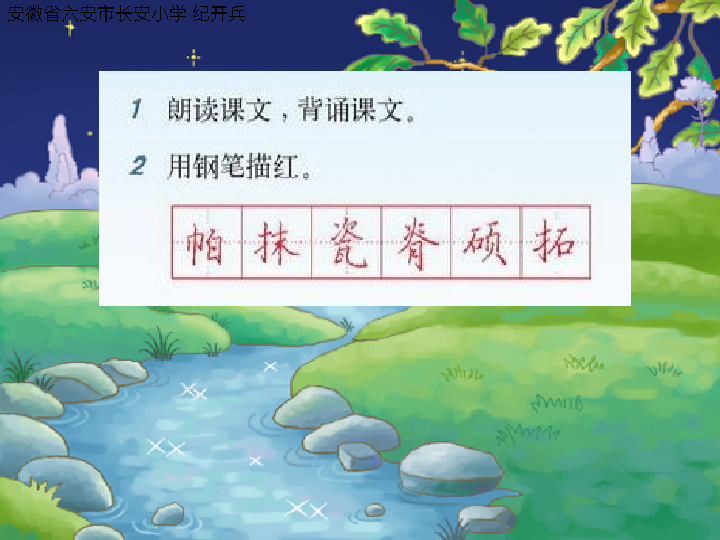 安徽省六安市长安小学 纪开兵
1 朗读课文，背诵课文。
2 用钢笔描红。
帕 抹 瓷 脊 硕 拓